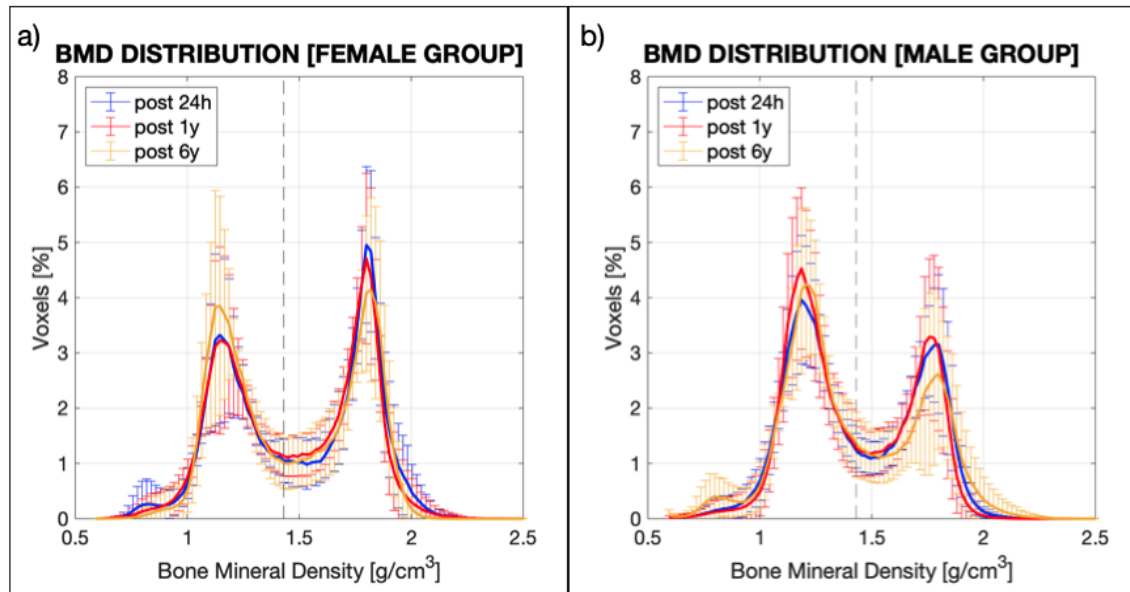 a)
BMD DISTRIBUTION [FEMALE GROUP]
8
7
6
5
4
3
2
1
0
Voxels [%]
post 24h
post 1y
post 6y
0.5
1
1.5
2
2.5
Bone Mineral Density [g/cm³]
b)
BMD DISTRIBUTION [MALE GROUP]
8
7
6
5
4
3
2
1
0
Voxels [%]
post 24h
post 1y
post 6y
0.5
1
1.5
2
2.5
Bone Mineral Density [g/cm³]